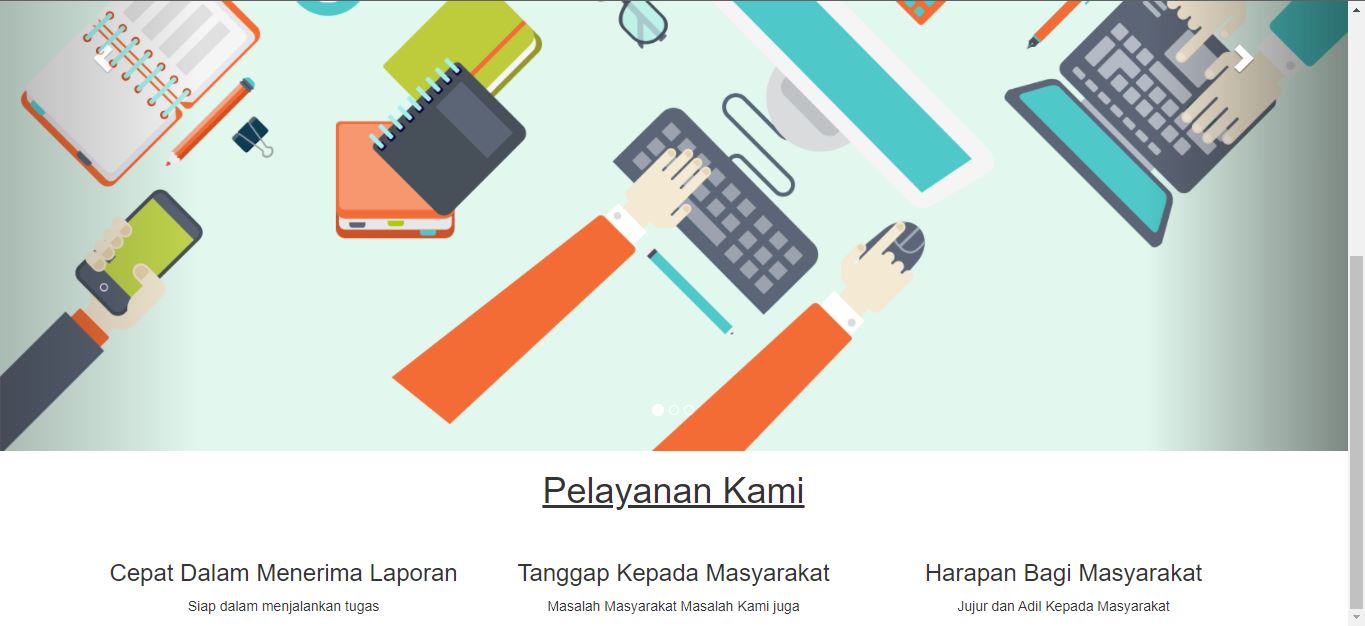 Pelayanan Kami
Cepat Dalam Menerima Laporan
Siap dalam menjalankan tugas
Tanggap Kepada Masyarakat
Masalah Masyarakat Masalah Kami juga
Harapan Bagi Masyarakat
Jujur dan Adil Kepada Masyarakat